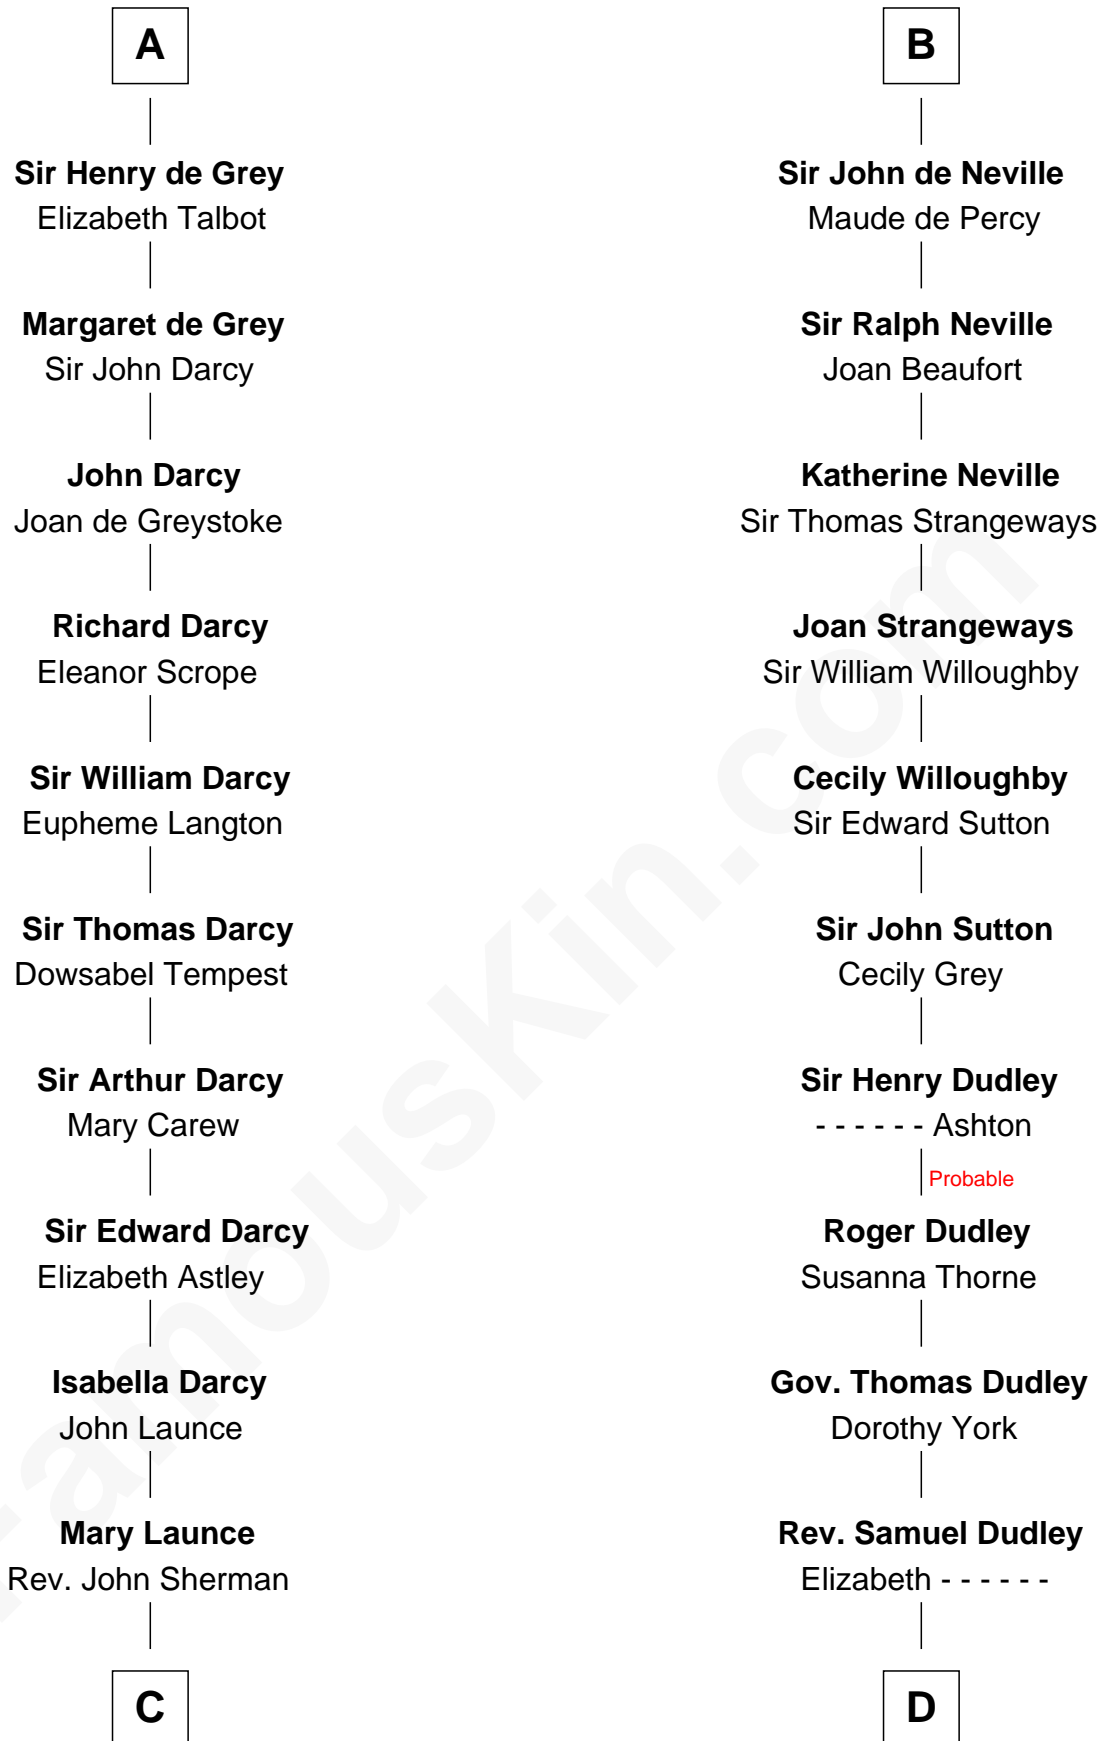 A
Sir Henry de Grey
Elizabeth Talbot
Margaret de Grey
Sir John Darcy
John Darcy
Joan de Greystoke
Richard Darcy
Eleanor Scrope
Sir William Darcy
Eupheme Langton
Sir Thomas Darcy
Dowsabel Tempest
Sir Arthur Darcy
Mary Carew
Sir Edward Darcy
Elizabeth Astley
Isabella Darcy
John Launce
Mary Launce
Rev. John Sherman
C
B
Sir John de Neville
Maude de Percy
Sir Ralph Neville
Joan Beaufort
Katherine Neville
Sir Thomas Strangeways
Joan Strangeways
Sir William Willoughby
Cecily Willoughby
Sir Edward Sutton
Sir John Sutton
Cecily Grey
Sir Henry Dudley
- - - - - - Ashton
Probable
Roger Dudley
Susanna Thorne
Gov. Thomas Dudley
Dorothy York
Rev. Samuel Dudley
Elizabeth - - - - - -
D
FamousKin.com